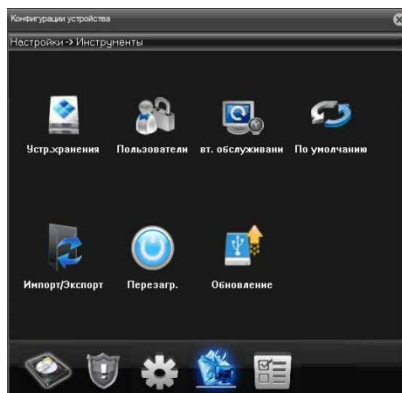 Конфигурации устройства
Настройки -> Инструменты
Устр.хранения Пользователи вт. обслуживани По умолчанию
Импорт/Экспорт Перезагр. Обновление